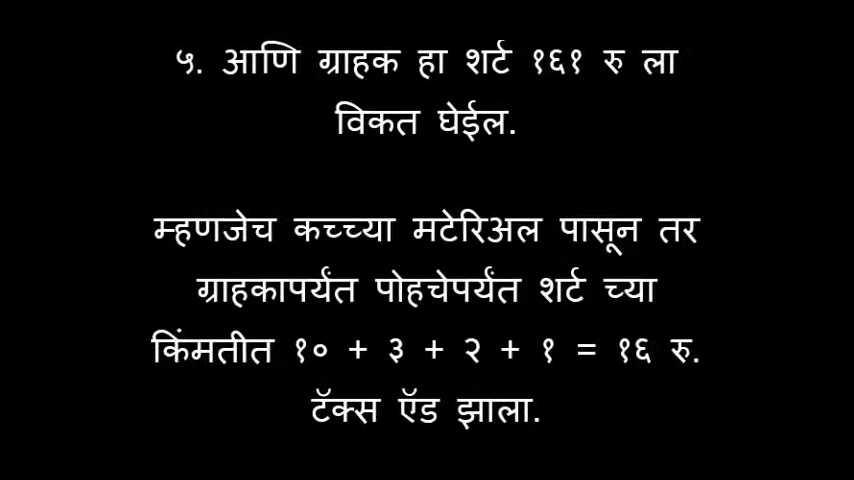 ५. आणि ग्राहक हा शर्ट १६१ रु ला
विकत घेईल.
म्हणजेच कच्च्या मटेरिअल पासून तर
ग्राहकापर्यंत पोहचेपर्यंत शर्ट च्या
किंमतीत १० + ३ + २ + १ = १६ रु.
टॅक्स ऍड झाला.